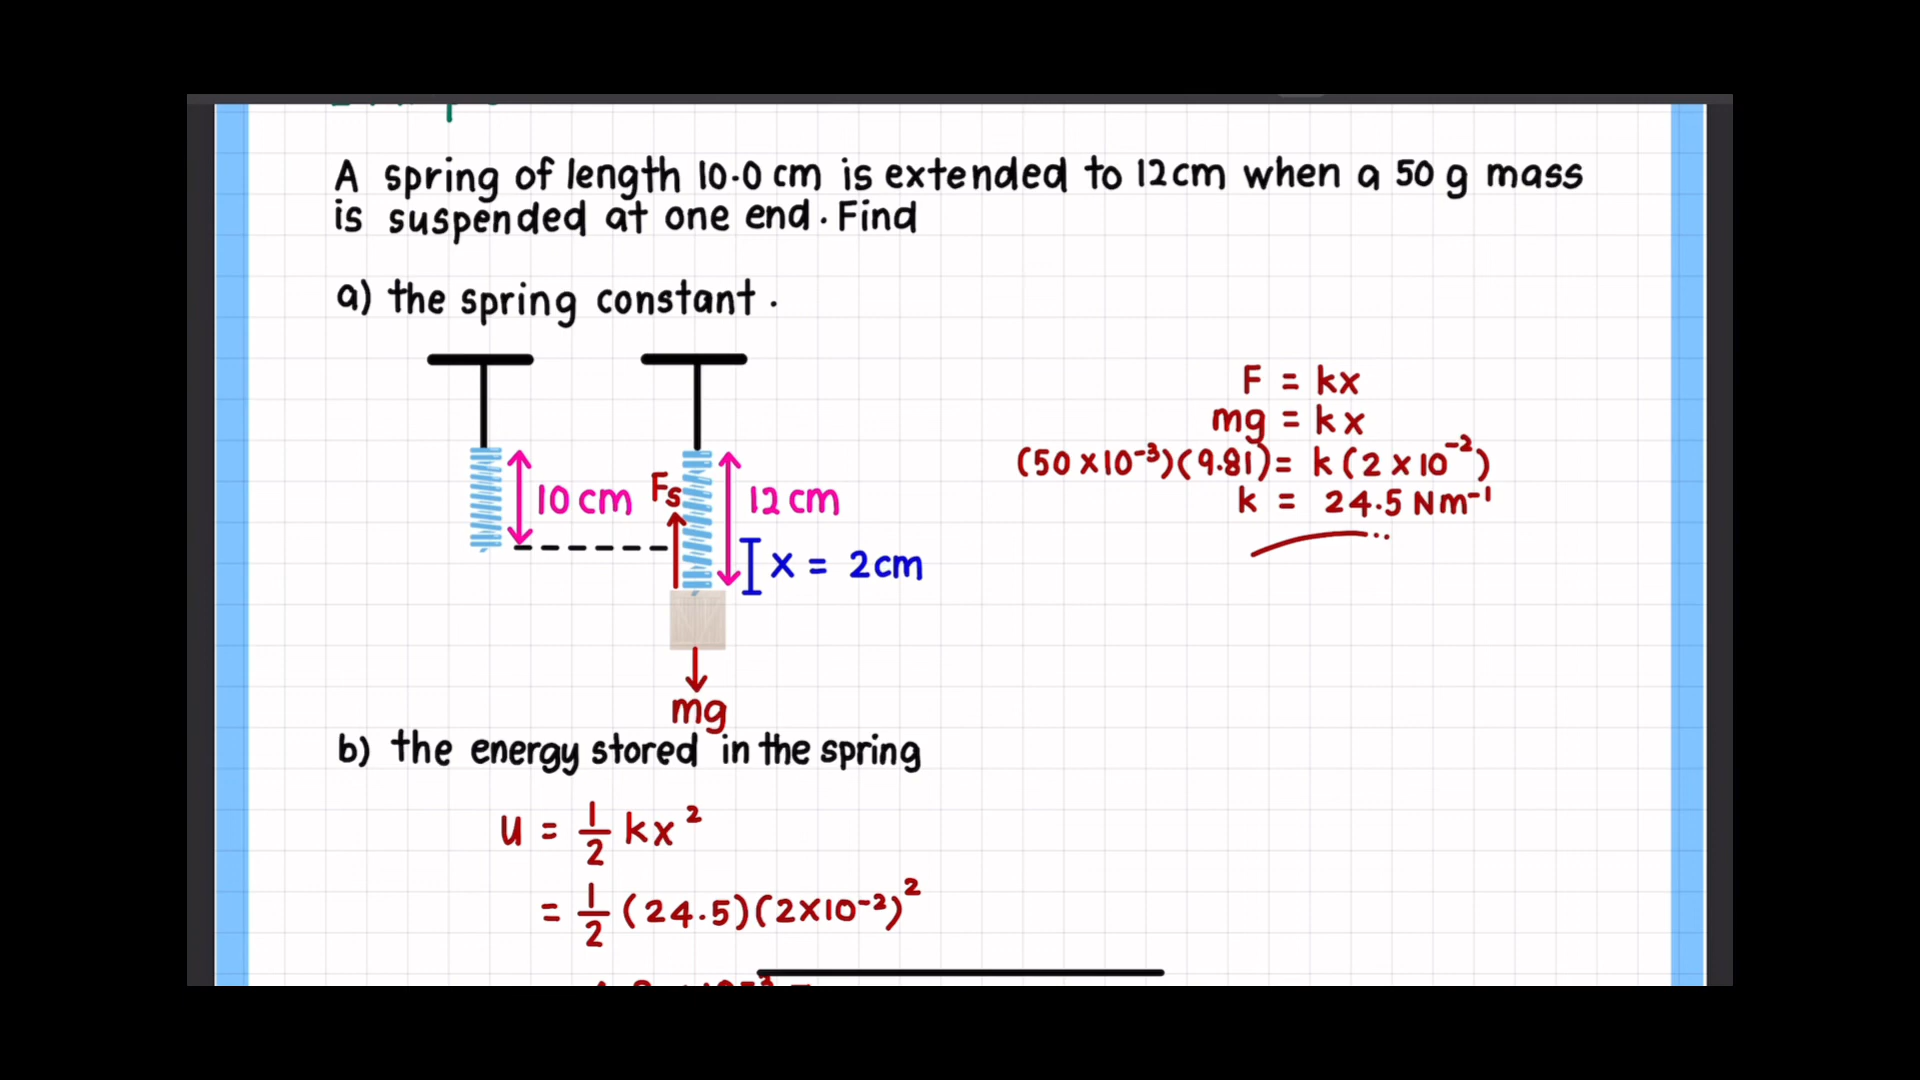 A spring of length 10.0 cm is extended to 12cm when a 50 g mass
is suspended at one end. Find
a) the spring constant.
F = kx
mg = kx
(50 x10⁻³)(9.81) = k (2 x 10⁻²)
k = 24.5 Nm⁻¹
10 cm
Fs
12 cm
x = 2cm
mg
b) the energy stored in the spring
U = 1/2 kx²
= 1/2 (24.5)(2x10⁻²)²